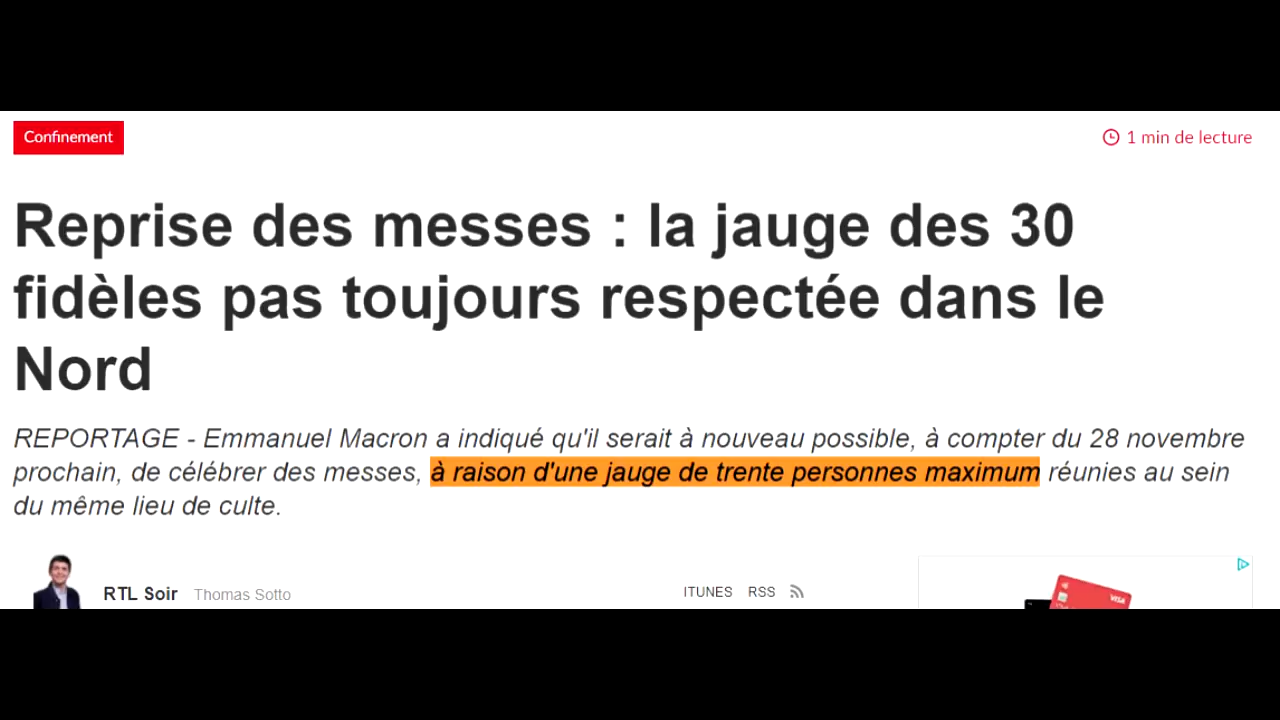 Confinement
1 min de lecture
Reprise des messes : la jauge des 30
fidèles pas toujours respectée dans le
Nord
REPORTAGE - Emmanuel Macron a indiqué qu'il serait à nouveau possible, à compter du 28 novembre
prochain, de célébrer des messes, à raison d'une jauge de trente personnes maximum réunies au sein
du même lieu de culte.
RTL Soir Thomas Sotto
ITUNES RSS
VISA